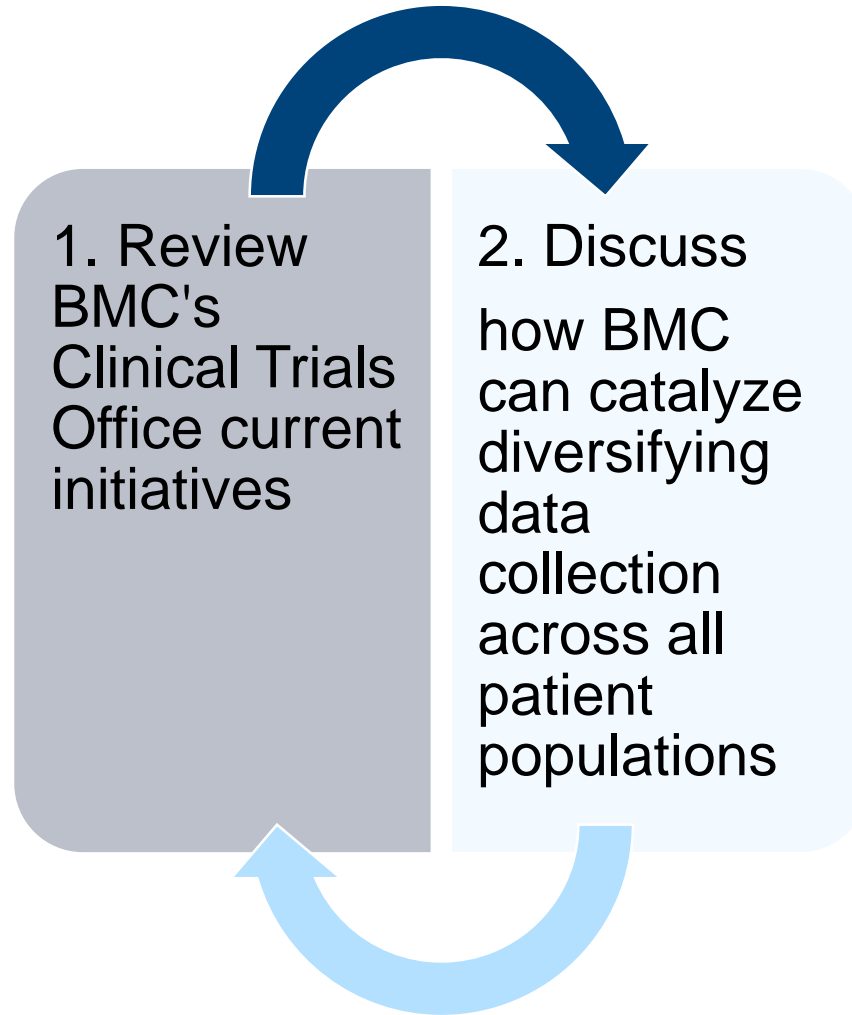 1. Review
BMC's
Clinical Trials
Office current
initiatives
2. Discuss
how BMC
can catalyze
diversifying
data
collection
across all
patient
populations